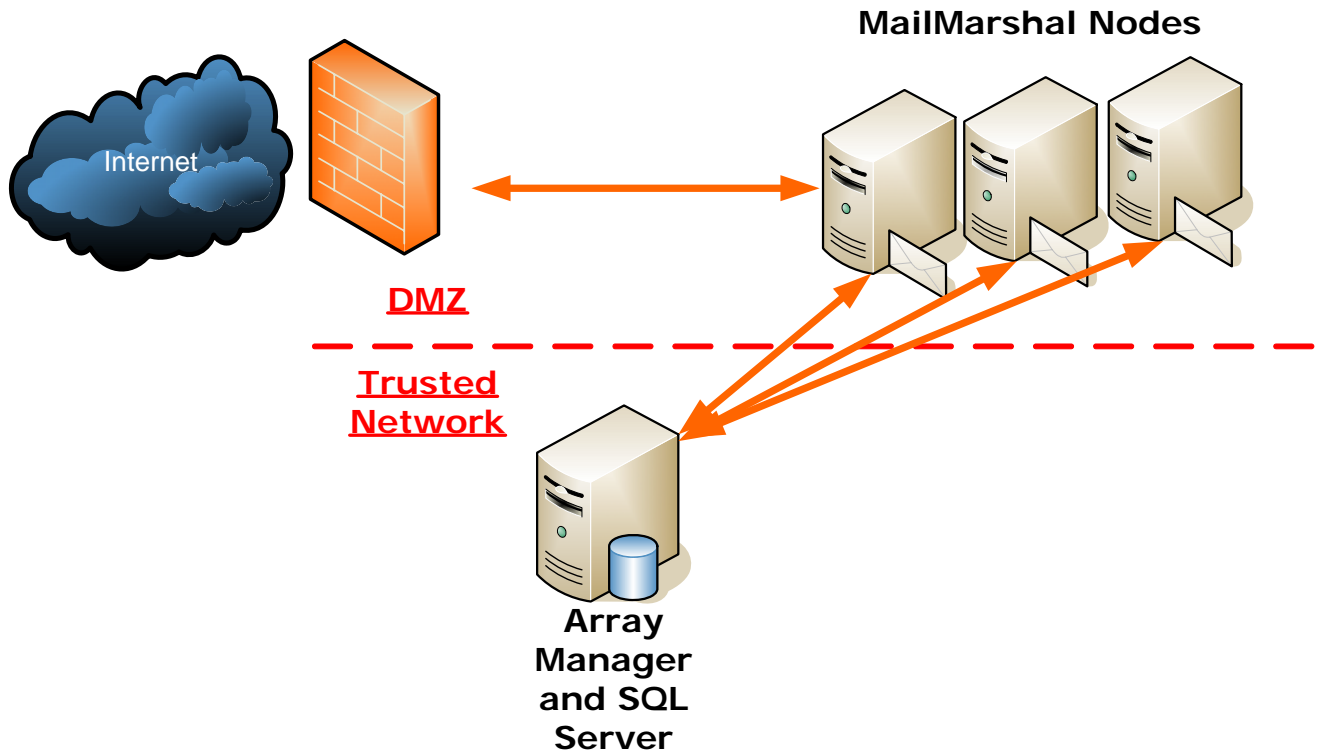 MailMarshal Nodes
Internet
DMZ
Trusted
Network
Array
Manager
and SQL
Server